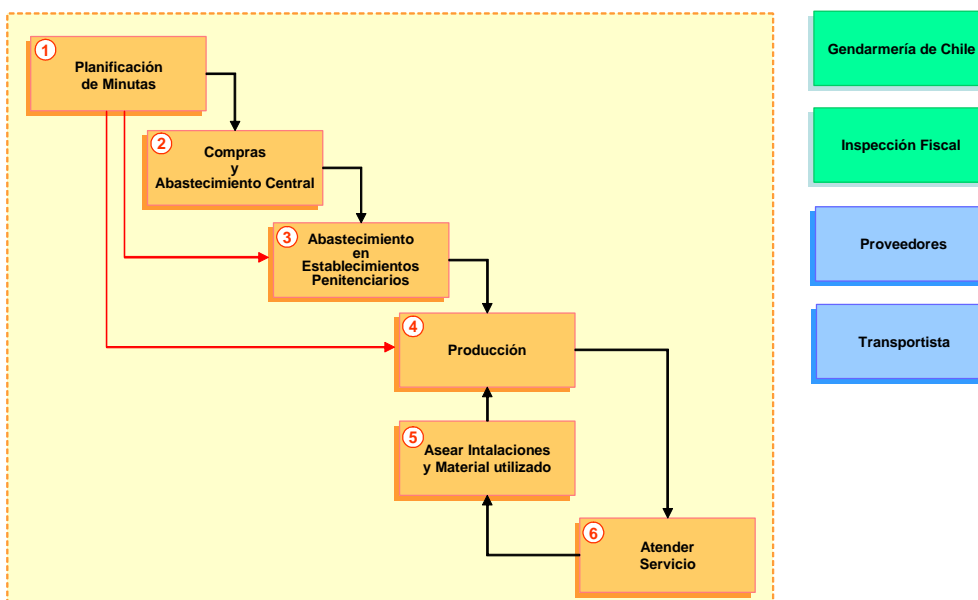 1
Planificación
de Minutas
2
Compras
y
Abastecimiento Central
3
Abastecimiento
en
Establecimientos
Penitenciarios
4
Producción
5
Asear Intalaciones
y Material utilizado
6
Atender
Servicio
Gendarmería de Chile
Inspección Fiscal
Proveedores
Transportista